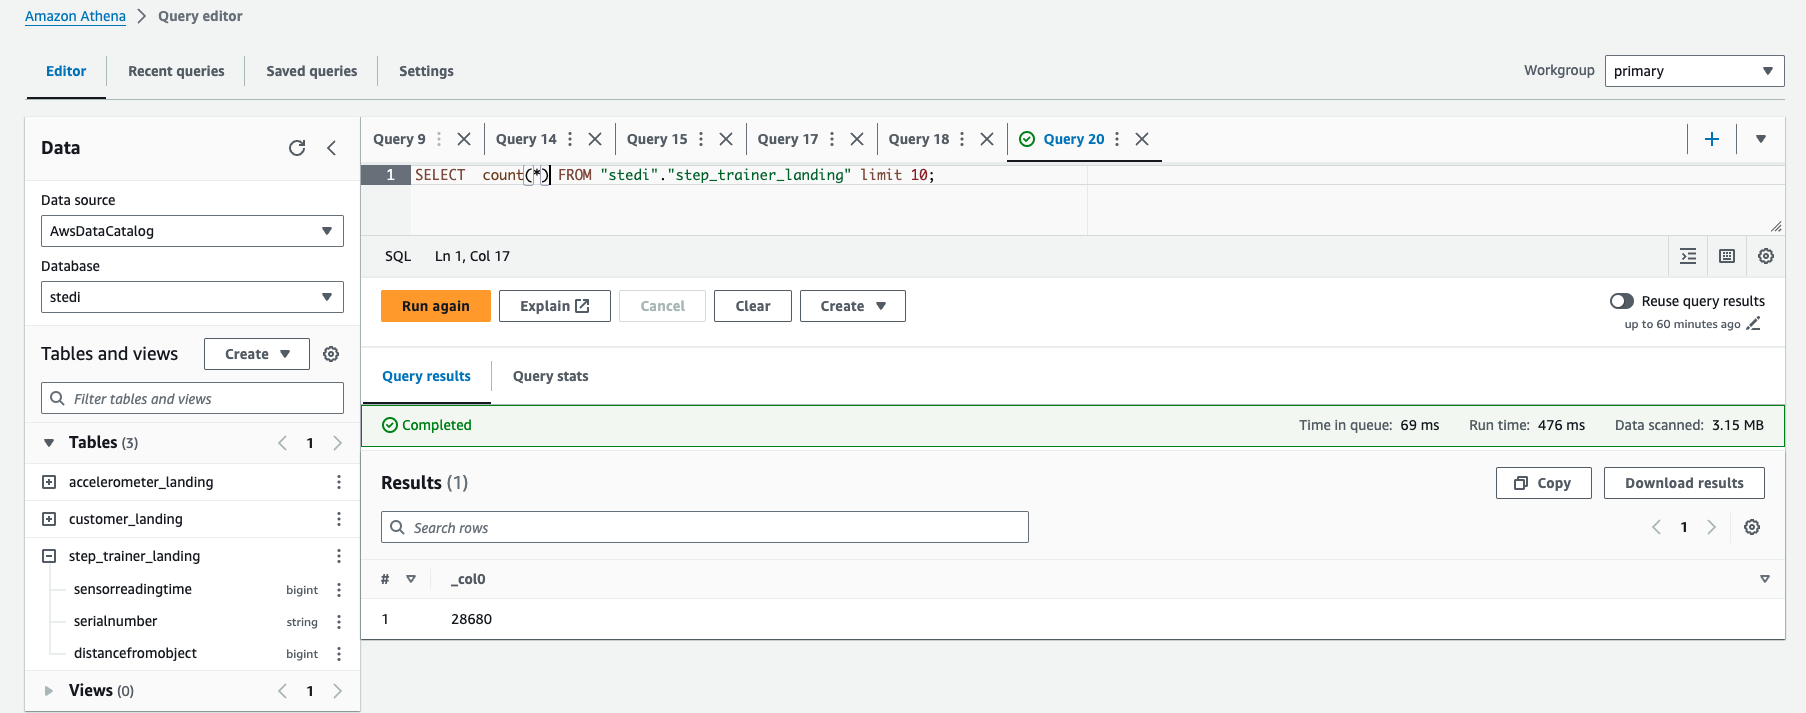 Amazon Athena > Query editor
Editor Recent queries Saved queries Settings
Workgroup primary
Data
Data source
AwsDataCatalog
Database
stedi
Tables and views Create
Filter tables and views
Tables (3) 1
accelerometer_landing
customer_landing
step_trainer_landing
sensorreadingtime bigint
serialnumber string
distancefromobject bigint
Views (0) 1
Query 9 Query 14 Query 15 Query 17 Query 18 Query 20
1 SELECT  count(*) FROM "stedi"."step_trainer_landing" limit 10;
SQL Ln 1, Col 17
Run again Explain Cancel Clear Create
Reuse query results
up to 60 minutes ago
Query results Query stats
Completed Time in queue: 69 ms Run time: 476 ms Data scanned: 3.15 MB
Results (1) Copy Download results
Search rows 1
# _col0
1 28680